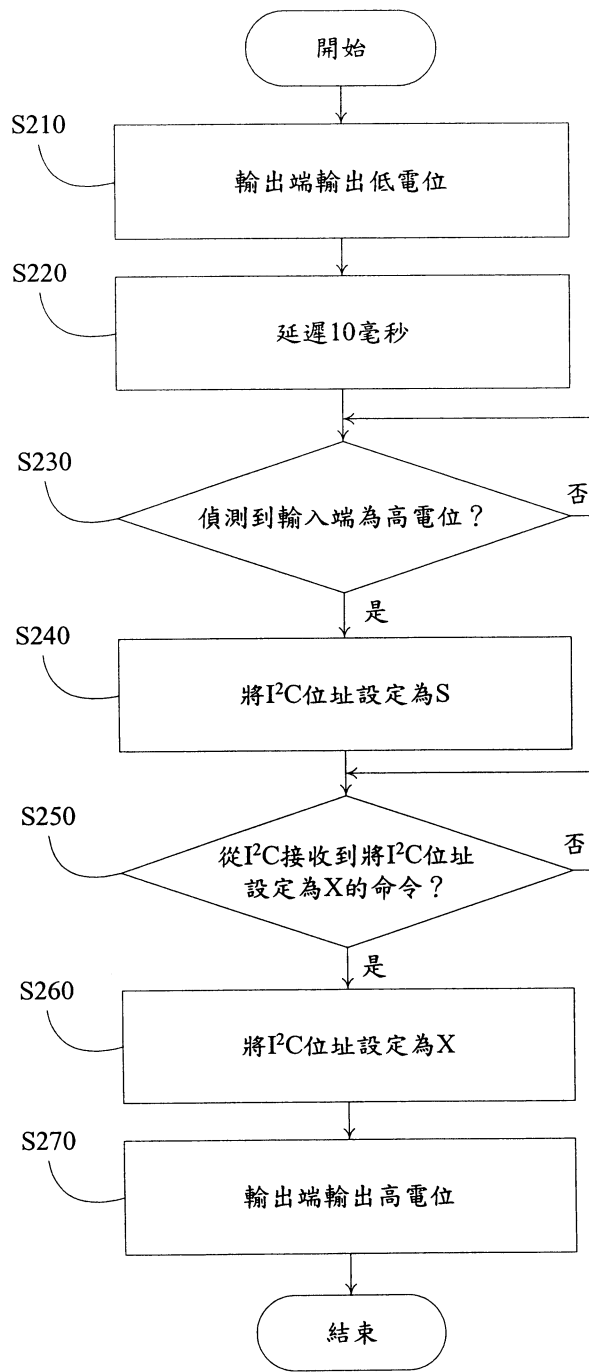 開始
S210
輸出端輸出低電位
S220
延遲10毫秒
S230
偵測到輸入端為高電位？
否
是
S240
將I²C位址設定為S
S250
從I²C接收到將I²C位址
設定為X的命令？
否
是
S260
將I²C位址設定為X
S270
輸出端輸出高電位
結束